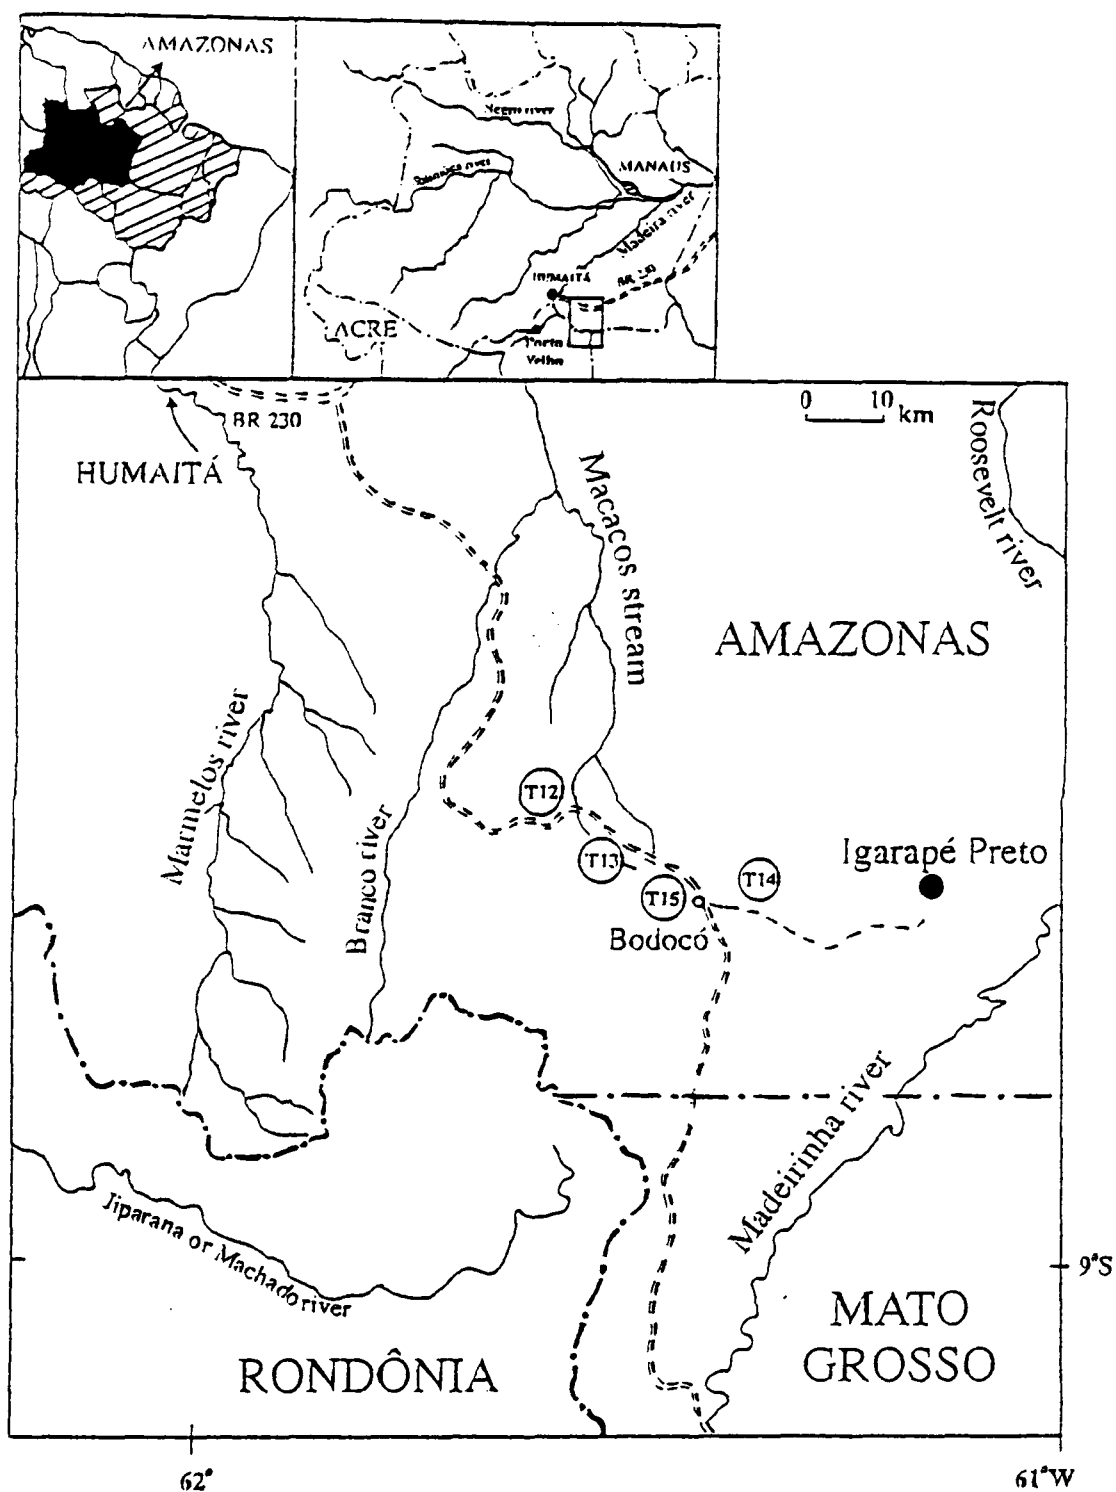 AMAZONAS
Negro river
MANAUS
Madeira river
HUMAITÁ
BR 230
ACRE
Porto
Velho
0 10 km
BR 230
HUMAITÁ
Roosevelt river
Macacos stream
AMAZONAS
Marmelos river
Branco river
T12
T13
T14
T15
Igarapé Preto
Bodocó
Madeirinha river
Jiparana or Machado river
9°S
MATO
GROSSO
RONDÔNIA
62°
61°W